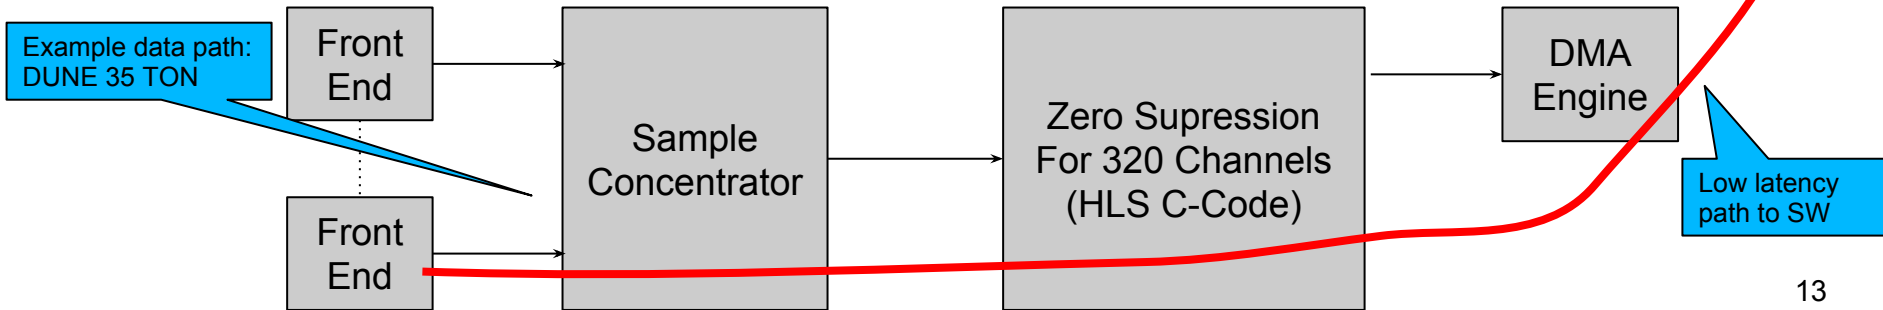 Example data path:
DUNE 35 TON
Front
End
Front
End
Sample
Concentrator
Zero Supression
For 320 Channels
(HLS C-Code)
DMA
Engine
Low latency
path to SW
13